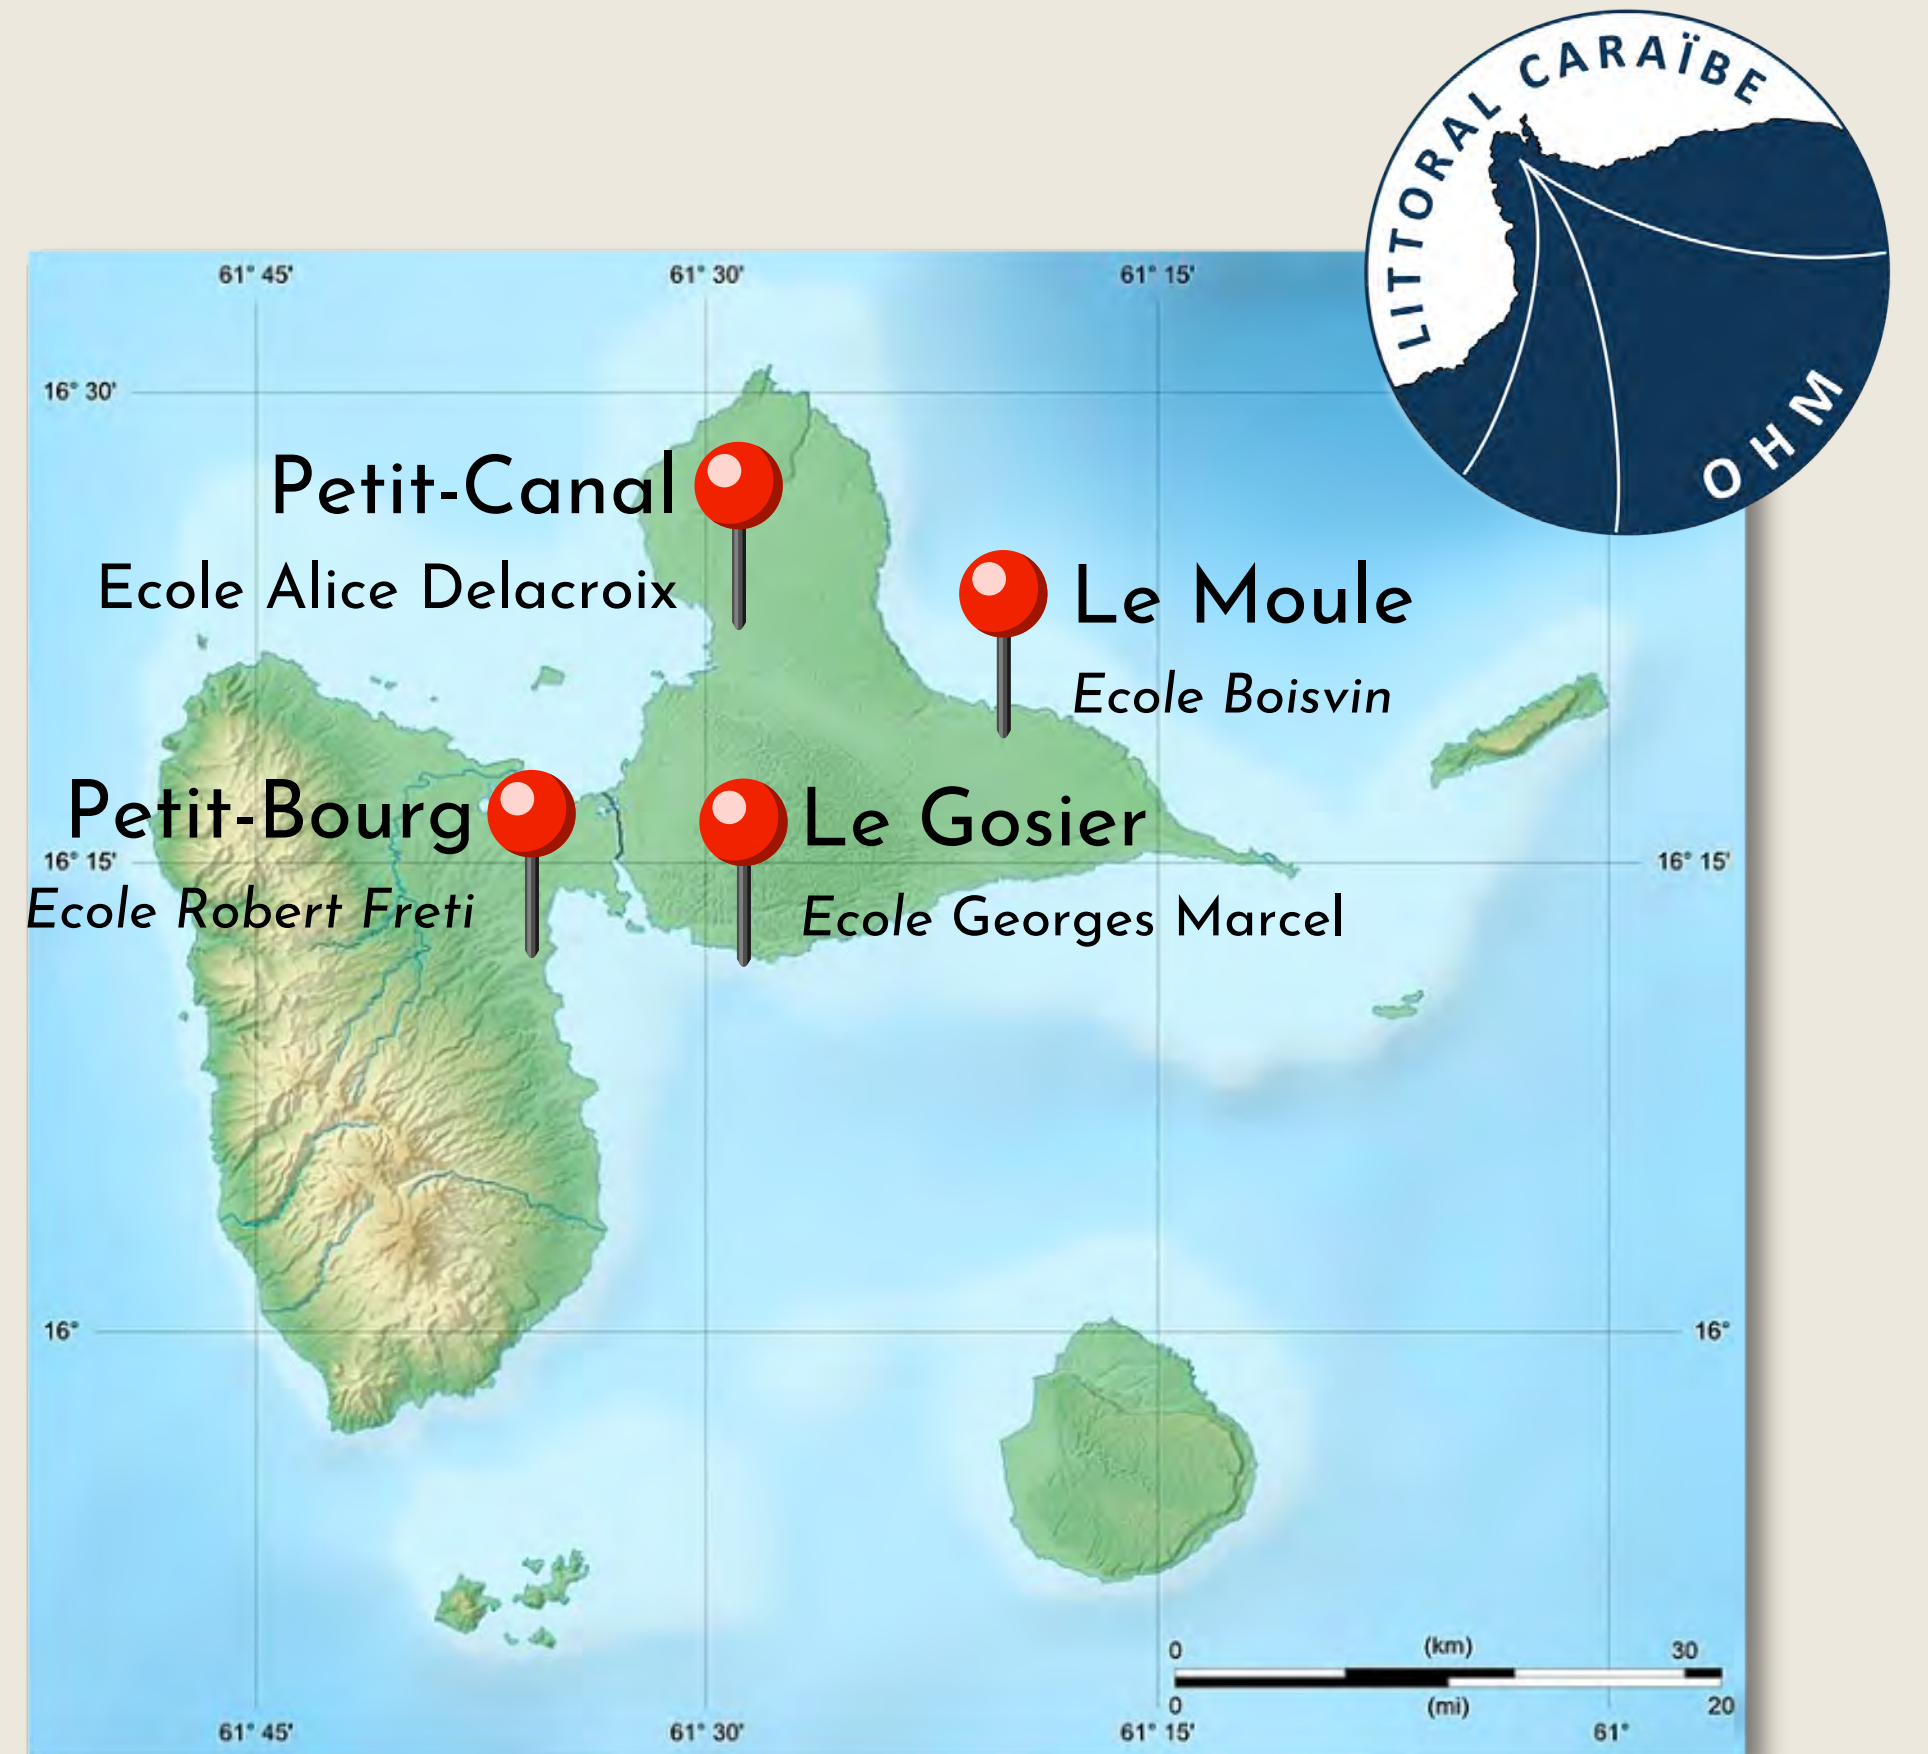 LITTORAL CARAÏBE
OHM
61° 45'
61° 30'
61° 15'
16° 30'
Petit-Canal
Ecole Alice Delacroix
Le Moule
Ecole Boisvin
Petit-Bourg
Le Gosier
16° 15'
16° 15'
Ecole Robert Freti
Ecole Georges Marcel
16°
16°
0
(km)
30
0
(mi)
20
61° 45'
61° 30'
61° 15'
61°